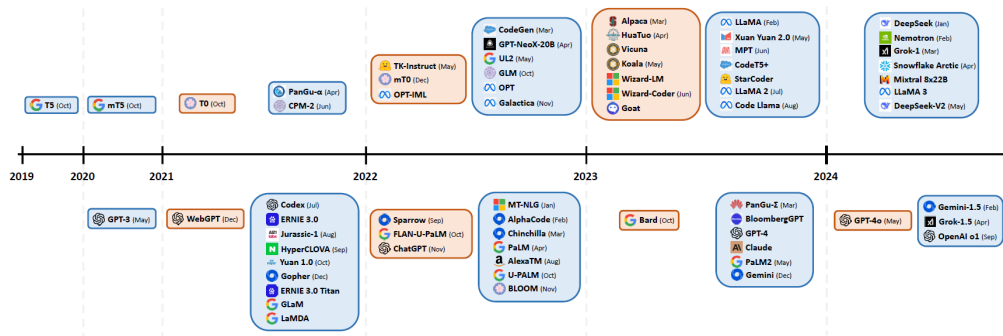 T5 (Oct)
mT5 (Oct)
T0 (Oct)
PanGu-α (Apr)
CPM-2 (Jun)
TK-Instruct (May)
mT0 (Dec)
OPT-IML
CodeGen (Mar)
GPT-NeoX-20B (Apr)
UL2 (May)
GLM (Oct)
OPT
Galactica (Nov)
Alpaca (Mar)
HuaTuo (Apr)
Vicuna
Koala (May)
Wizard-LM
Wizard-Coder (Jun)
Goat
LLaMA (Feb)
Xuan Yuan 2.0 (May)
MPT (Jun)
CodeT5+
StarCoder
LLaMA 2 (Jul)
Code Llama (Aug)
DeepSeek (Jan)
Nemotron (Feb)
Grok-1 (Mar)
Snowflake Arctic (Apr)
Mixtral 8x22B
LLaMA 3
DeepSeek-V2 (May)
2019 2020 2021 2022 2023 2024
GPT-3 (May)
WebGPT (Dec)
Codex (Jul)
ERNIE 3.0
Jurassic-1 (Aug)
HyperCLOVA (Sep)
Yuan 1.0 (Oct)
Gopher (Dec)
ERNIE 3.0 Titan
GLaM
LaMDA
Sparrow (Sep)
FLAN-U-PaLM (Oct)
ChatGPT (Nov)
MT-NLG (Jan)
AlphaCode (Feb)
Chinchilla (Mar)
PaLM (Apr)
AlexaTM (Aug)
U-PALM (Oct)
BLOOM (Nov)
Bard (Oct)
PanGu-Σ (Mar)
BloombergGPT
GPT-4
Claude
PaLM2 (May)
Gemini (Dec)
GPT-4o (May)
Gemini-1.5 (Feb)
Grok-1.5 (Apr)
OpenAI o1 (Sep)